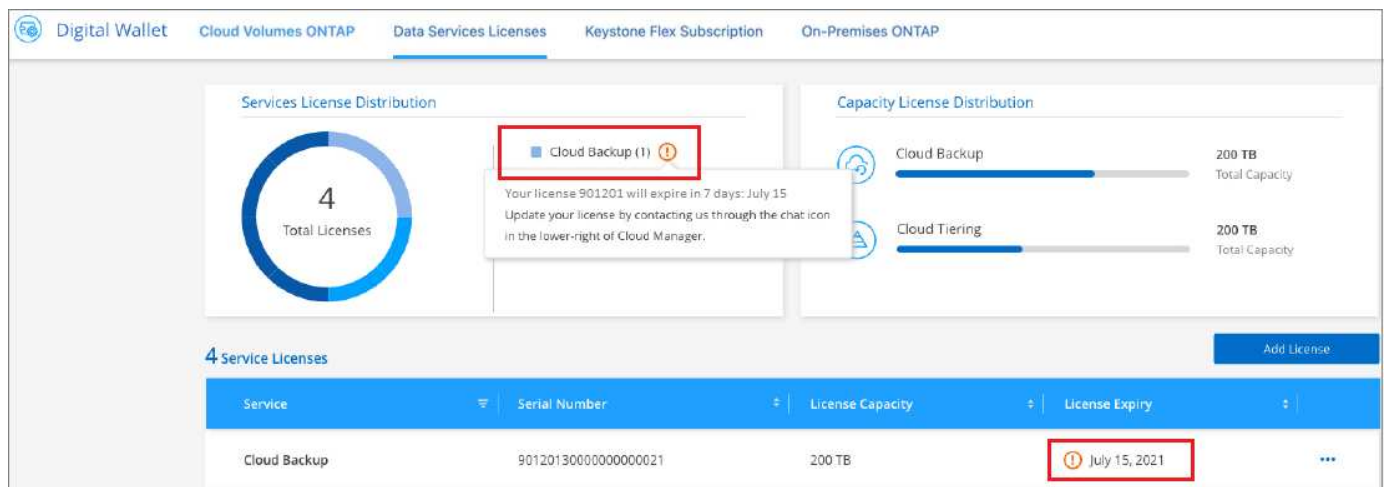 Digital Wallet
Cloud Volumes ONTAP
Data Services Licenses
Keystone Flex Subscription
On-Premises ONTAP
Services License Distribution
4
Total Licenses
Cloud Backup (1)
Your license 901201 will expire in 7 days: July 15
Update your license by contacting us through the chat icon
in the lower-right of Cloud Manager.
Capacity License Distribution
Cloud Backup
200 TB
Total Capacity
Cloud Tiering
200 TB
Total Capacity
4 Service Licenses
Add License
Service
Serial Number
License Capacity
License Expiry
Cloud Backup
90120130000000000021
200 TB
July 15, 2021